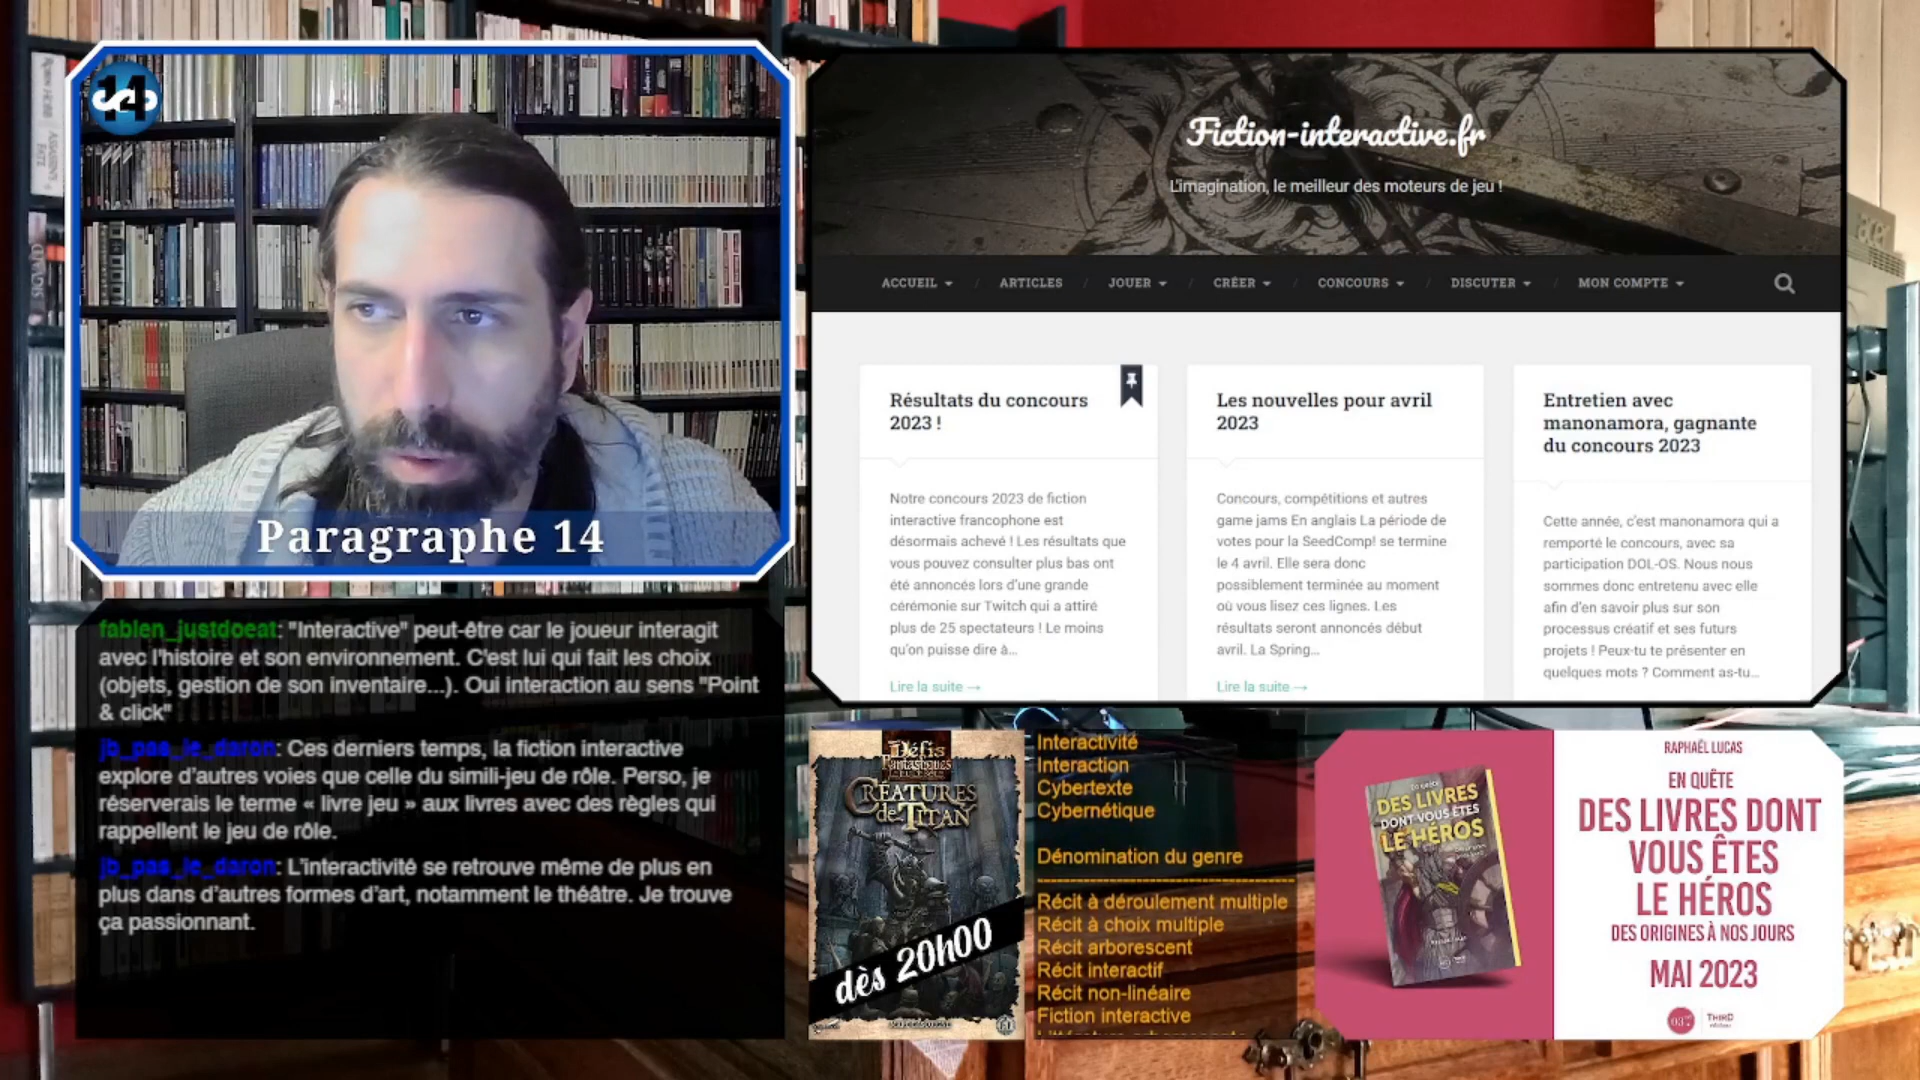 14
Paragraphe 14
fabien_justdoeat: "Interactive" peut-être car le joueur interagit
avec l'histoire et son environnement. C'est lui qui fait les choix
(objets, gestion de son inventaire...). Oui interaction au sens "Point
& click"
jb_pas_le_daron: Ces derniers temps, la fiction interactive
explore d'autres voies que celle du simili-jeu de rôle. Perso, je
réserverais le terme « livre jeu » aux livres avec des règles qui
rappellent le jeu de rôle.
jb_pas_le_daron: L'interactivité se retrouve même de plus en
plus dans d'autres formes d'art, notamment le théâtre. Je trouve
ça passionnant.
Fiction-interactive.fr
L'imagination, le meilleur des moteurs de jeu !
ACCUEIL / ARTICLES / JOUER / CRÉER / CONCOURS / DISCUTER / MON COMPTE
Résultats du concours
2023 !
Notre concours 2023 de fiction
interactive francophone est
désormais achevé ! Les résultats que
vous pouvez consulter plus bas ont
été annoncés lors d'une grande
cérémonie sur Twitch qui a attiré
plus de 25 spectateurs ! Le moins
qu'on puisse dire à...
Lire la suite →
Les nouvelles pour avril
2023
Concours, compétitions et autres
game jams En anglais La période de
votes pour la SeedComp! se termine
le 4 avril. Elle sera donc
possiblement terminée au moment
où vous lisez ces lignes. Les
résultats seront annoncés début
avril. La Spring...
Lire la suite →
Entretien avec
manonamora, gagnante
du concours 2023
Cette année, c'est manonamora qui a
remporté le concours, avec sa
participation DOL-OS. Nous nous
sommes donc entretenu avec elle
afin d'en savoir plus sur son
processus créatif et ses futurs
projets ! Peux-tu te présenter en
quelques mots ? Comment as-tu...
Défis
Fantastiques
CRÉATURES
de TITAN
dès 20h00
Interactivité
Interaction
Cybertexte
Cybernétique
Dénomination du genre
Récit à déroulement multiple
Récit à choix multiple
Récit arborescent
Récit interactif
Récit non-linéaire
Fiction interactive
DES LIVRES
DONT VOUS ÊTES
LE HÉROS
RAPHAËL LUCAS
EN QUÊTE
DES LIVRES DONT
VOUS ÊTES
LE HÉROS
DES ORIGINES À NOS JOURS
MAI 2023
THIRD
éditions